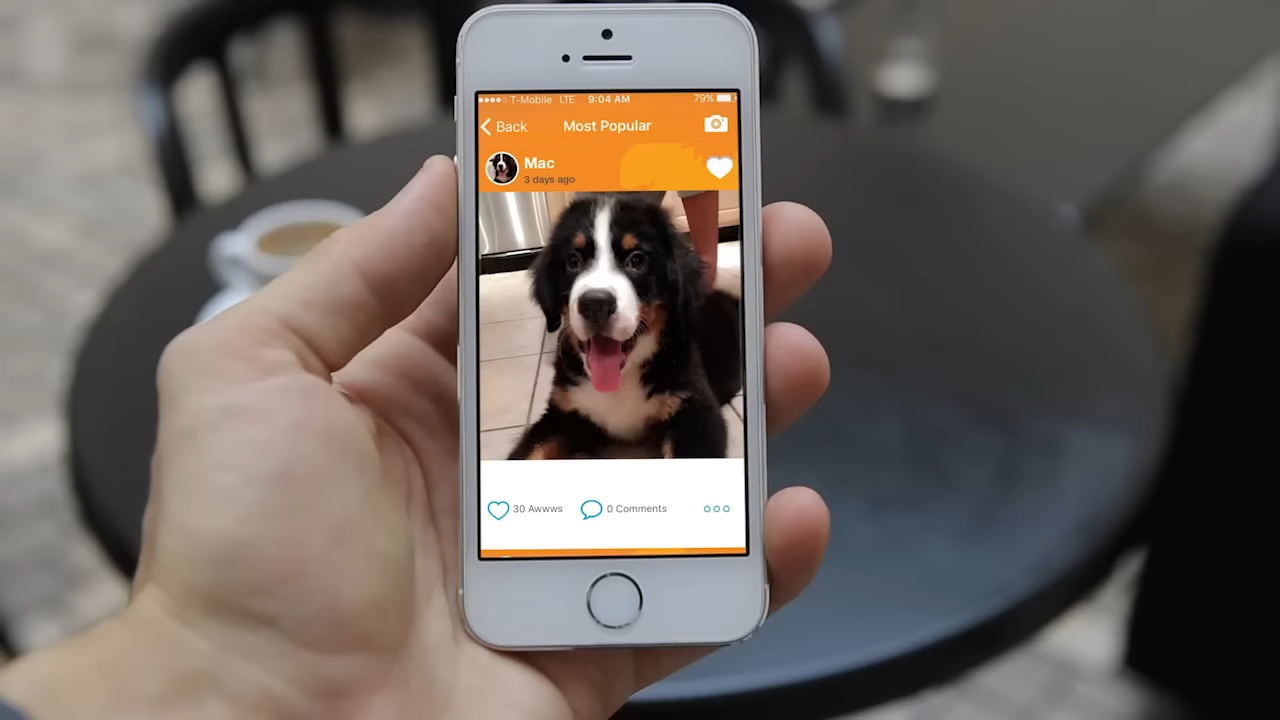 T-Mobile LTE 9:04 AM 79%
Back Most Popular
Mac
3 days ago
30 Awwws 0 Comments